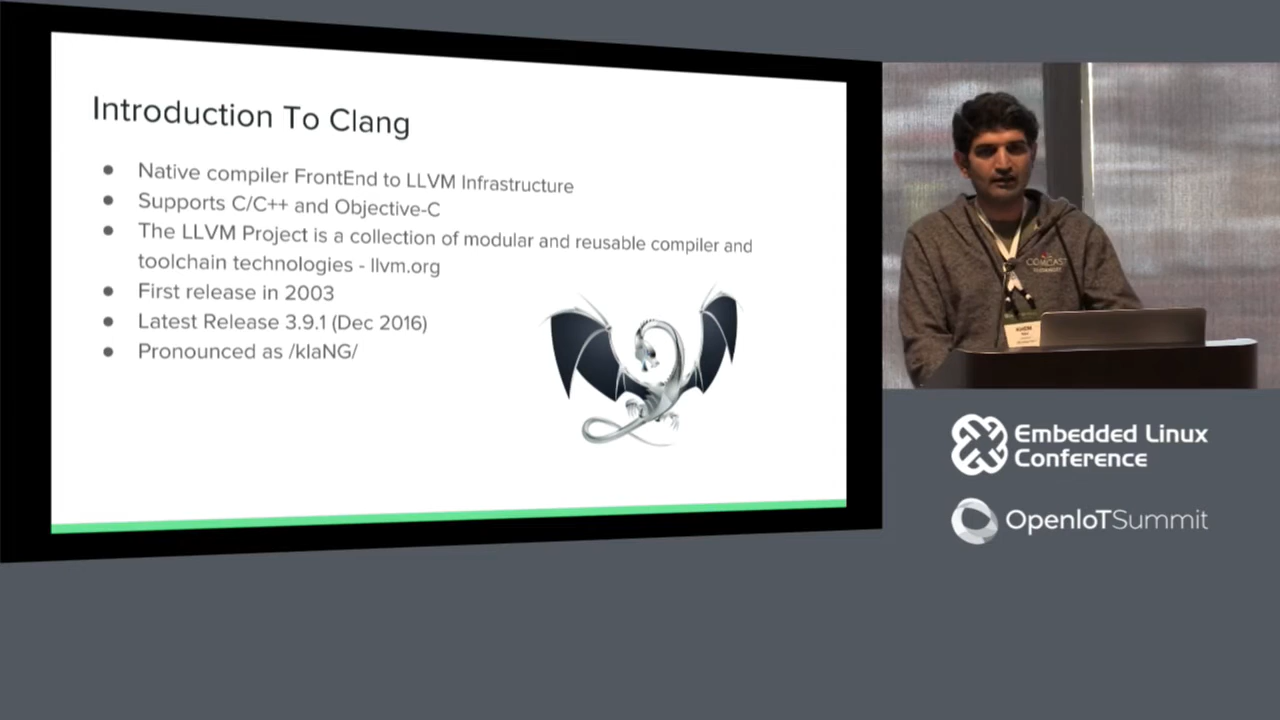 Introduction To Clang
● Native compiler FrontEnd to LLVM Infrastructure
● Supports C/C++ and Objective-C
● The LLVM Project is a collection of modular and reusable compiler and
toolchain technologies - llvm.org
● First release in 2003
● Latest Release 3.9.1 (Dec 2016)
● Pronounced as /klaNG/
COMCAST
KHEM
Embedded Linux
Conference
OpenIoTSummit